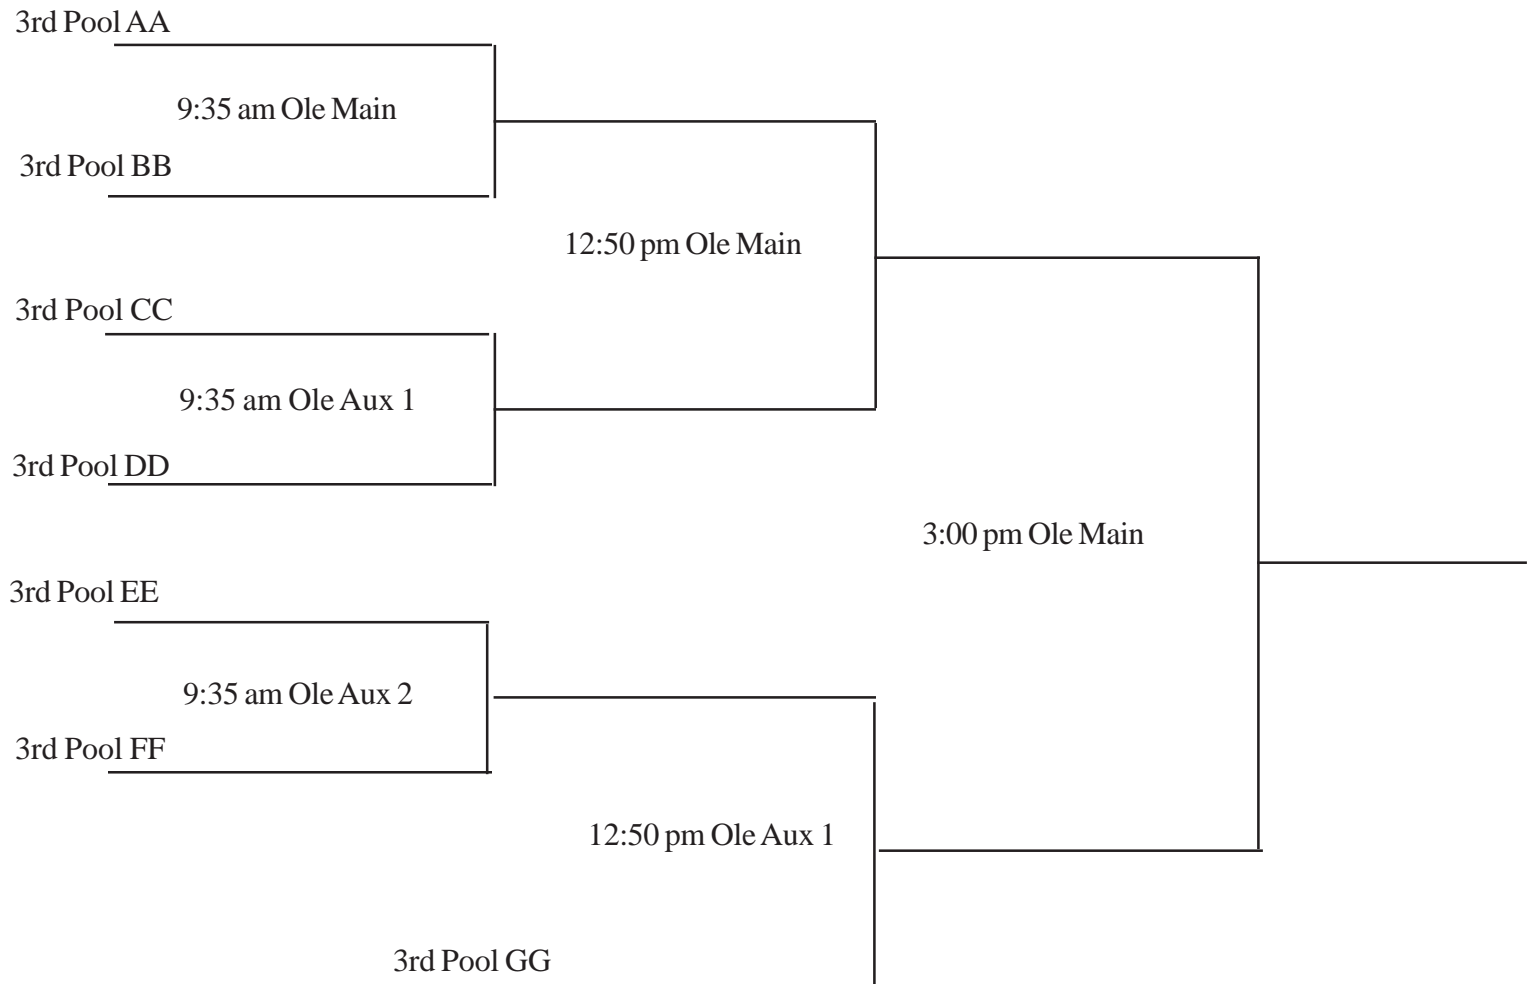 3rd Pool AA
9:35 am Ole Main
3rd Pool BB
12:50 pm Ole Main
3rd Pool CC
9:35 am Ole Aux 1
3rd Pool DD
3:00 pm Ole Main
3rd Pool EE
9:35 am Ole Aux 2
3rd Pool FF
12:50 pm Ole Aux 1
3rd Pool GG